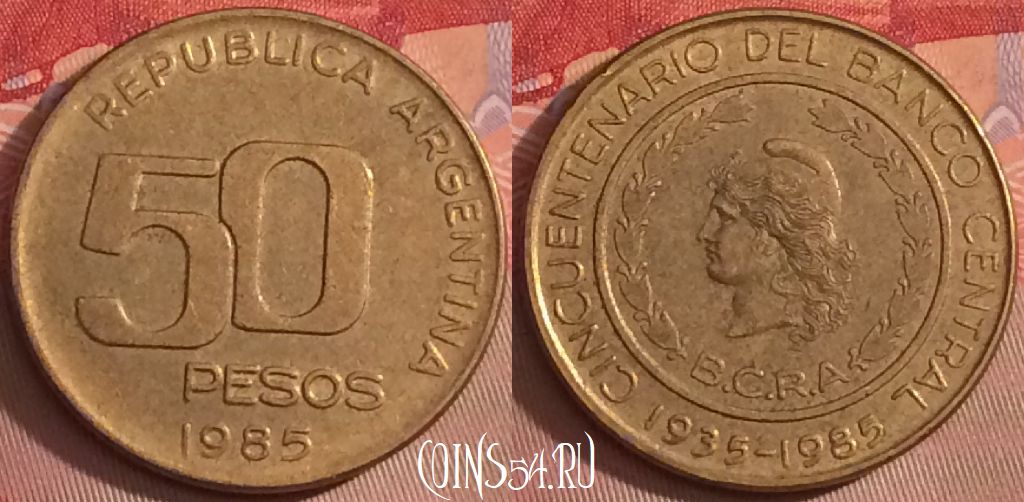 REPUBLICA ARGENTINA
50
PESOS
1985
CINCUENTENARIO DEL BANCO CENTRAL
B.C.R.A.
1935-1985
COINS54.RU